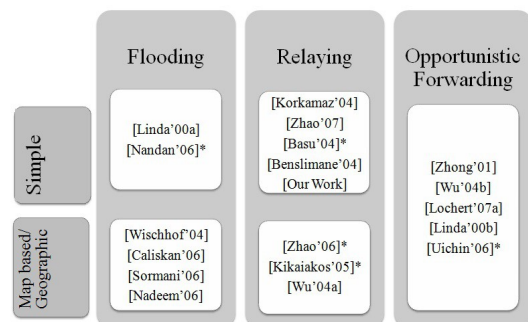 Flooding
Relaying
Opportunistic
Forwarding
Simple
[Linda’00a]
[Nandan’06]*
[Korkamaz’04]
[Zhao’07]
[Basu’04]*
[Benslimane’04]
[Our Work]
[Zhong’01]
[Wu’04b]
[Lochert’07a]
[Linda’00b]
[Uichin’06]*
Map based/
Geographic
[Wischhof’04]
[Caliskan’06]
[Sormani’06]
[Nadeem’06]
[Zhao’06]*
[Kikaiakos’05]*
[Wu’04a]